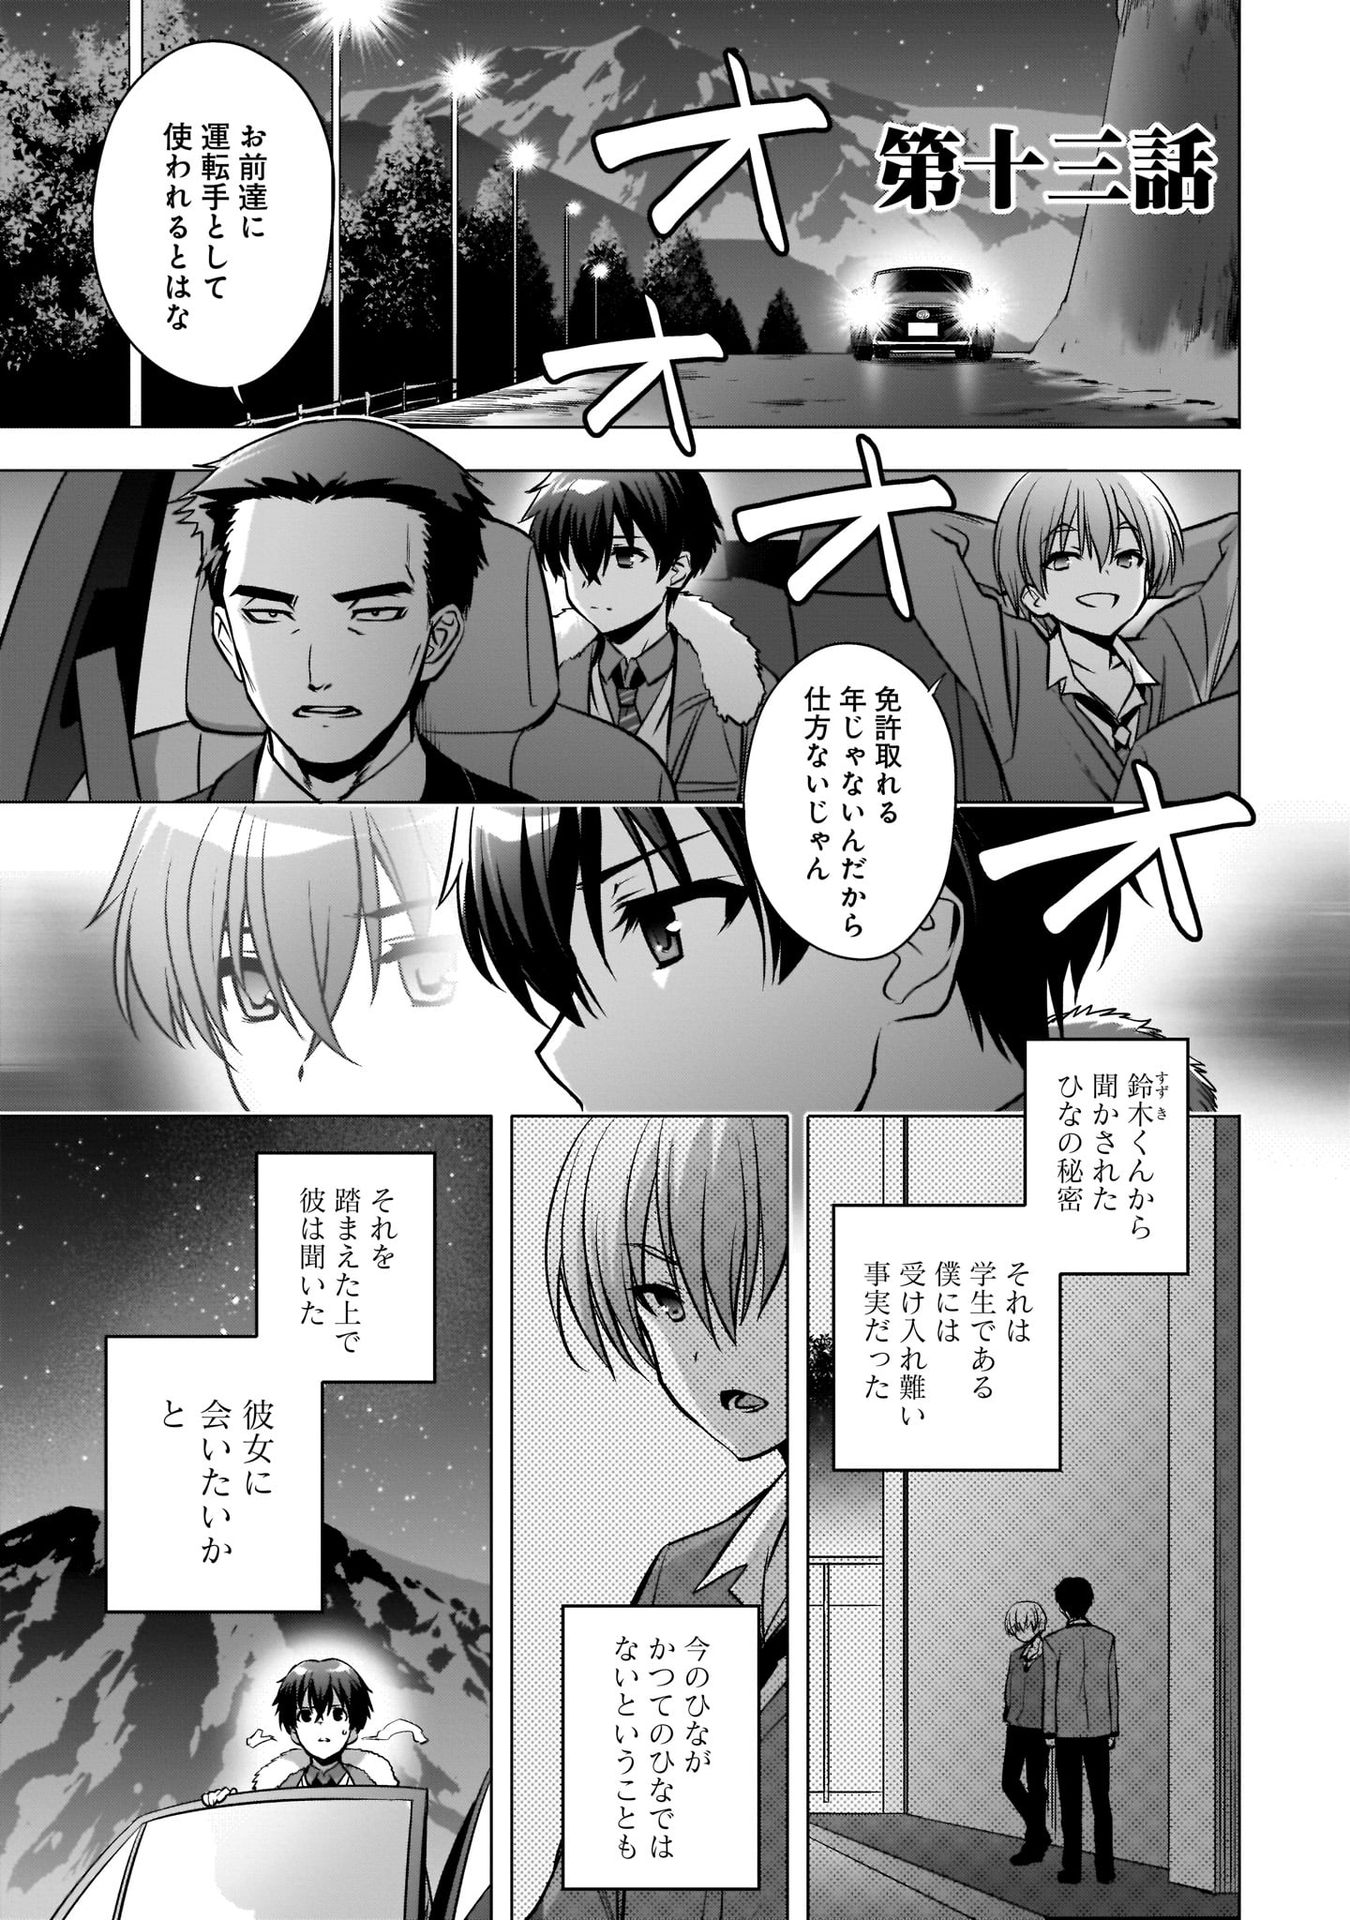 第十三話
オ
オ
オ
オ
お前達に
運転手として
使われるとはな
免許取れる
年じゃないんだから
仕方ないじゃん
鈴木くんから
すずき
聞かされた
ひなの秘密
それは
学生である
僕には
受け入れ難い
事実だった
今のひなが
かつてのひなでは
ないということも
それを
踏まえた上で
彼は聞いた
彼女に
会いたいか
と